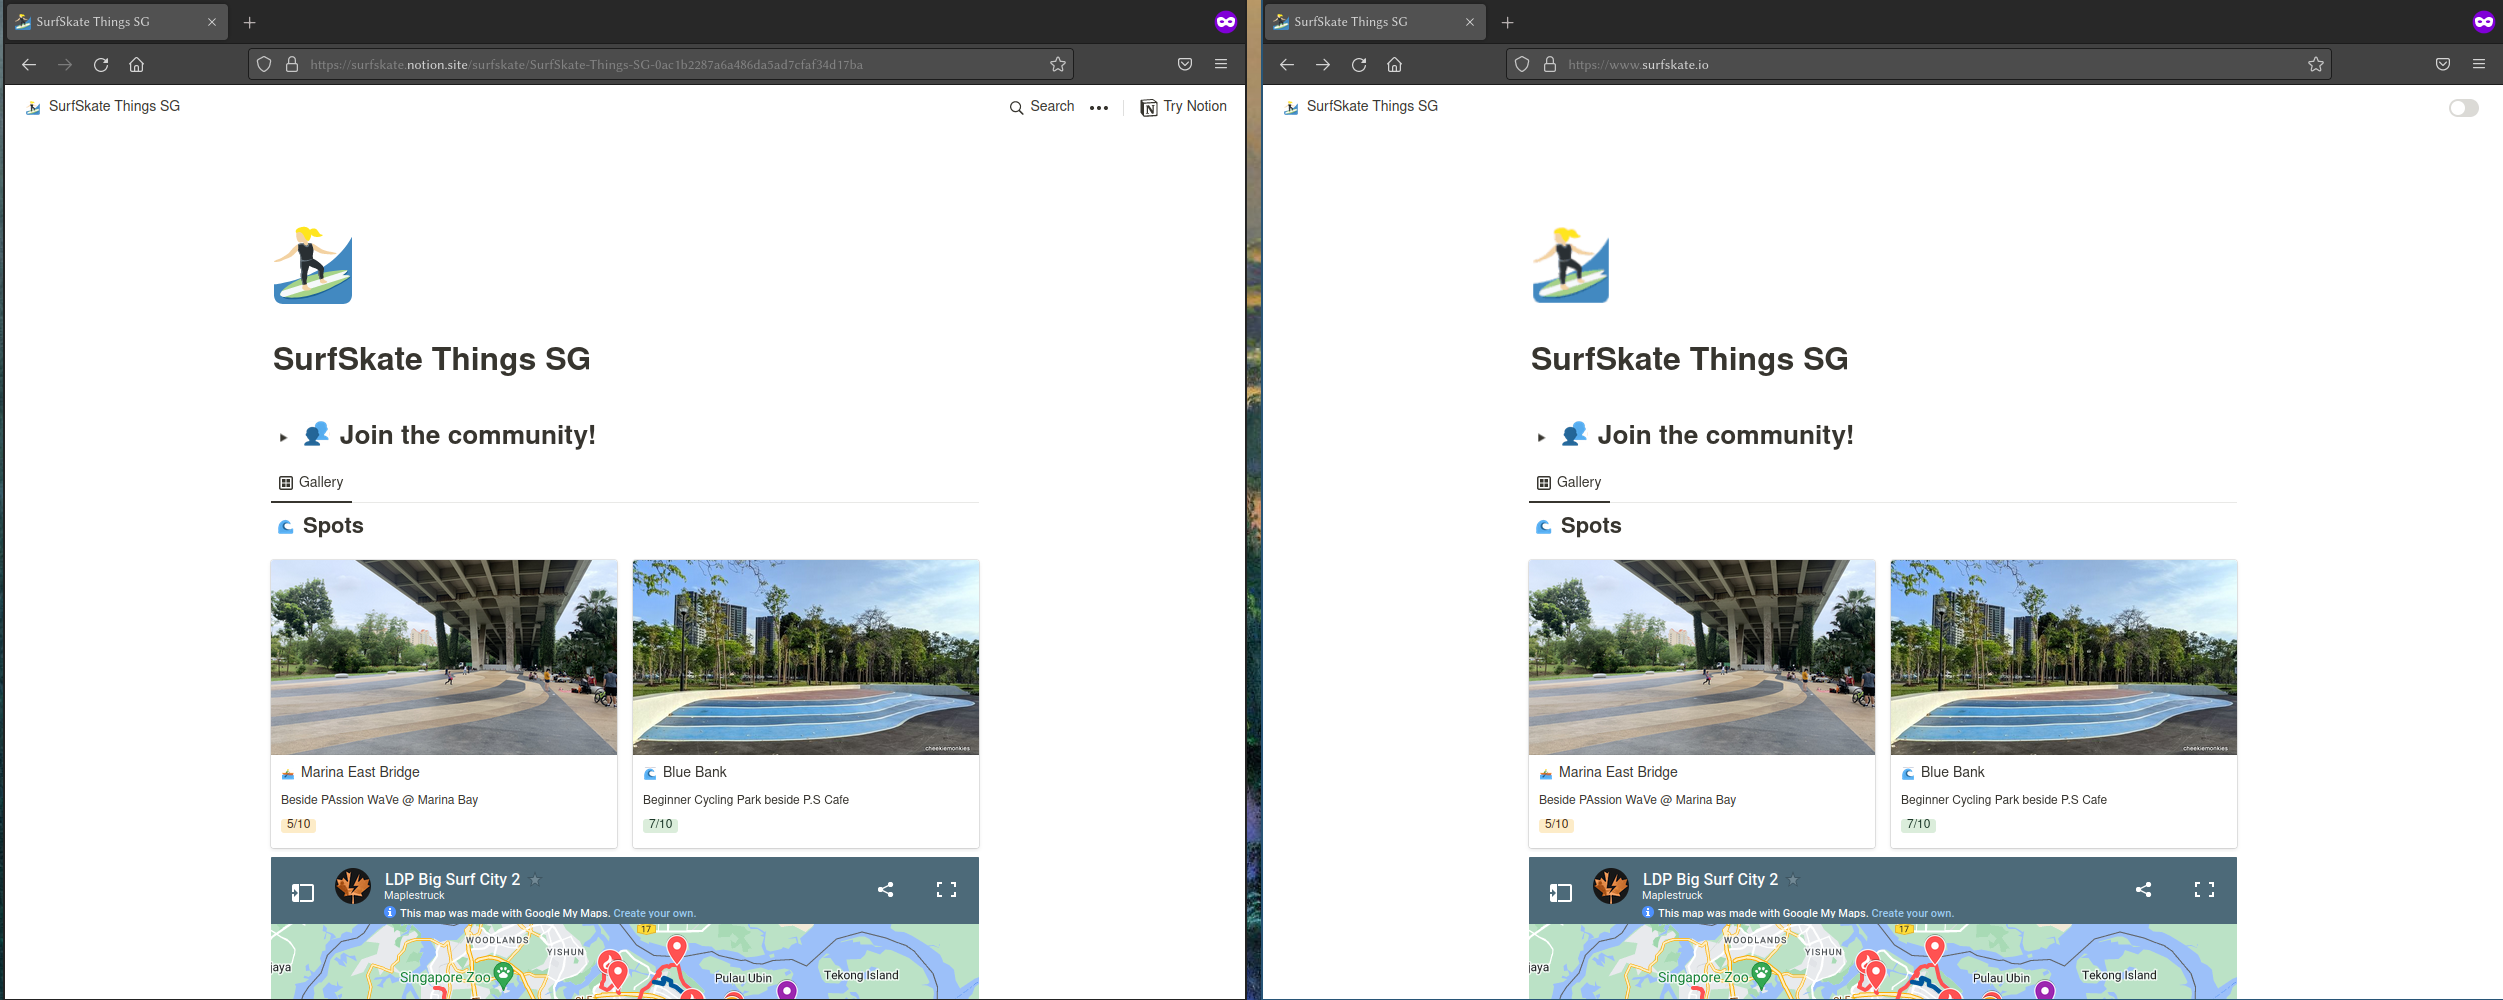 SurfSkate Things SG
https://surfskate.notion.site/surfskate/SurfSkate-Things-SG-0ac1b2287a6a486da5ad7cfaf34d17ba
SurfSkate Things SG
Search
Try Notion
SurfSkate Things SG
Join the community!
Gallery
Spots
cheekiemonkies
Marina East Bridge
Beside PAssion WaVe @ Marina Bay
5/10
Blue Bank
Beginner Cycling Park beside P.S Cafe
7/10
LDP Big Surf City 2
Maplestruck
This map was made with Google My Maps. Create your own.
17
WOODLANDS
YISHUN
jaya
Singapore Zoo
Pulau Ubin
Tekong Island
SurfSkate Things SG
https://www.surfskate.io
SurfSkate Things SG
SurfSkate Things SG
Join the community!
Gallery
Spots
cheekiemonkies
Marina East Bridge
Beside PAssion WaVe @ Marina Bay
5/10
Blue Bank
Beginner Cycling Park beside P.S Cafe
7/10
LDP Big Surf City 2
Maplestruck
This map was made with Google My Maps. Create your own.
17
WOODLANDS
YISHUN
jaya
Singapore Zoo
Pulau Ubin
Tekong Island